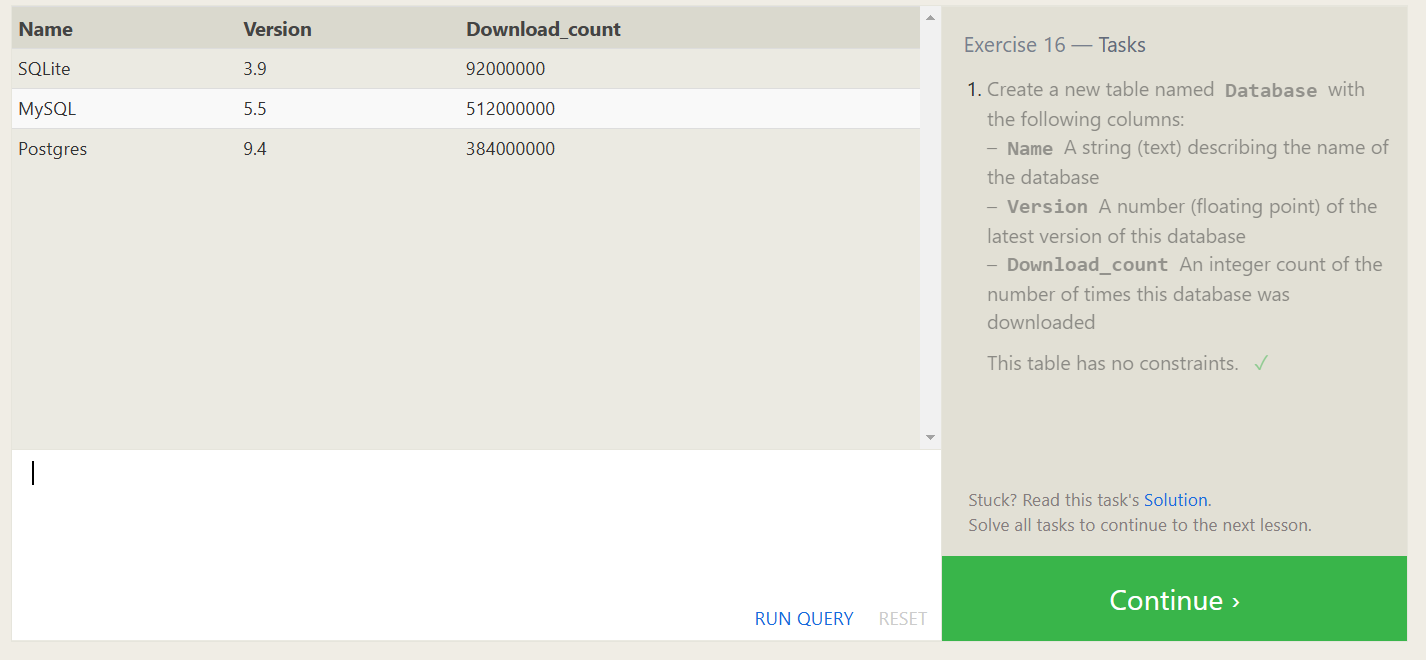 Name Version Download_count
SQLite 3.9 92000000
MySQL 5.5 512000000
Postgres 9.4 384000000
RUN QUERY RESET
Exercise 16 — Tasks
1. Create a new table named Database with
the following columns:
– Name A string (text) describing the name of
the database
– Version A number (floating point) of the
latest version of this database
– Download_count An integer count of the
number of times this database was
downloaded
This table has no constraints. ✓
Stuck? Read this task's Solution.
Solve all tasks to continue to the next lesson.
Continue ›